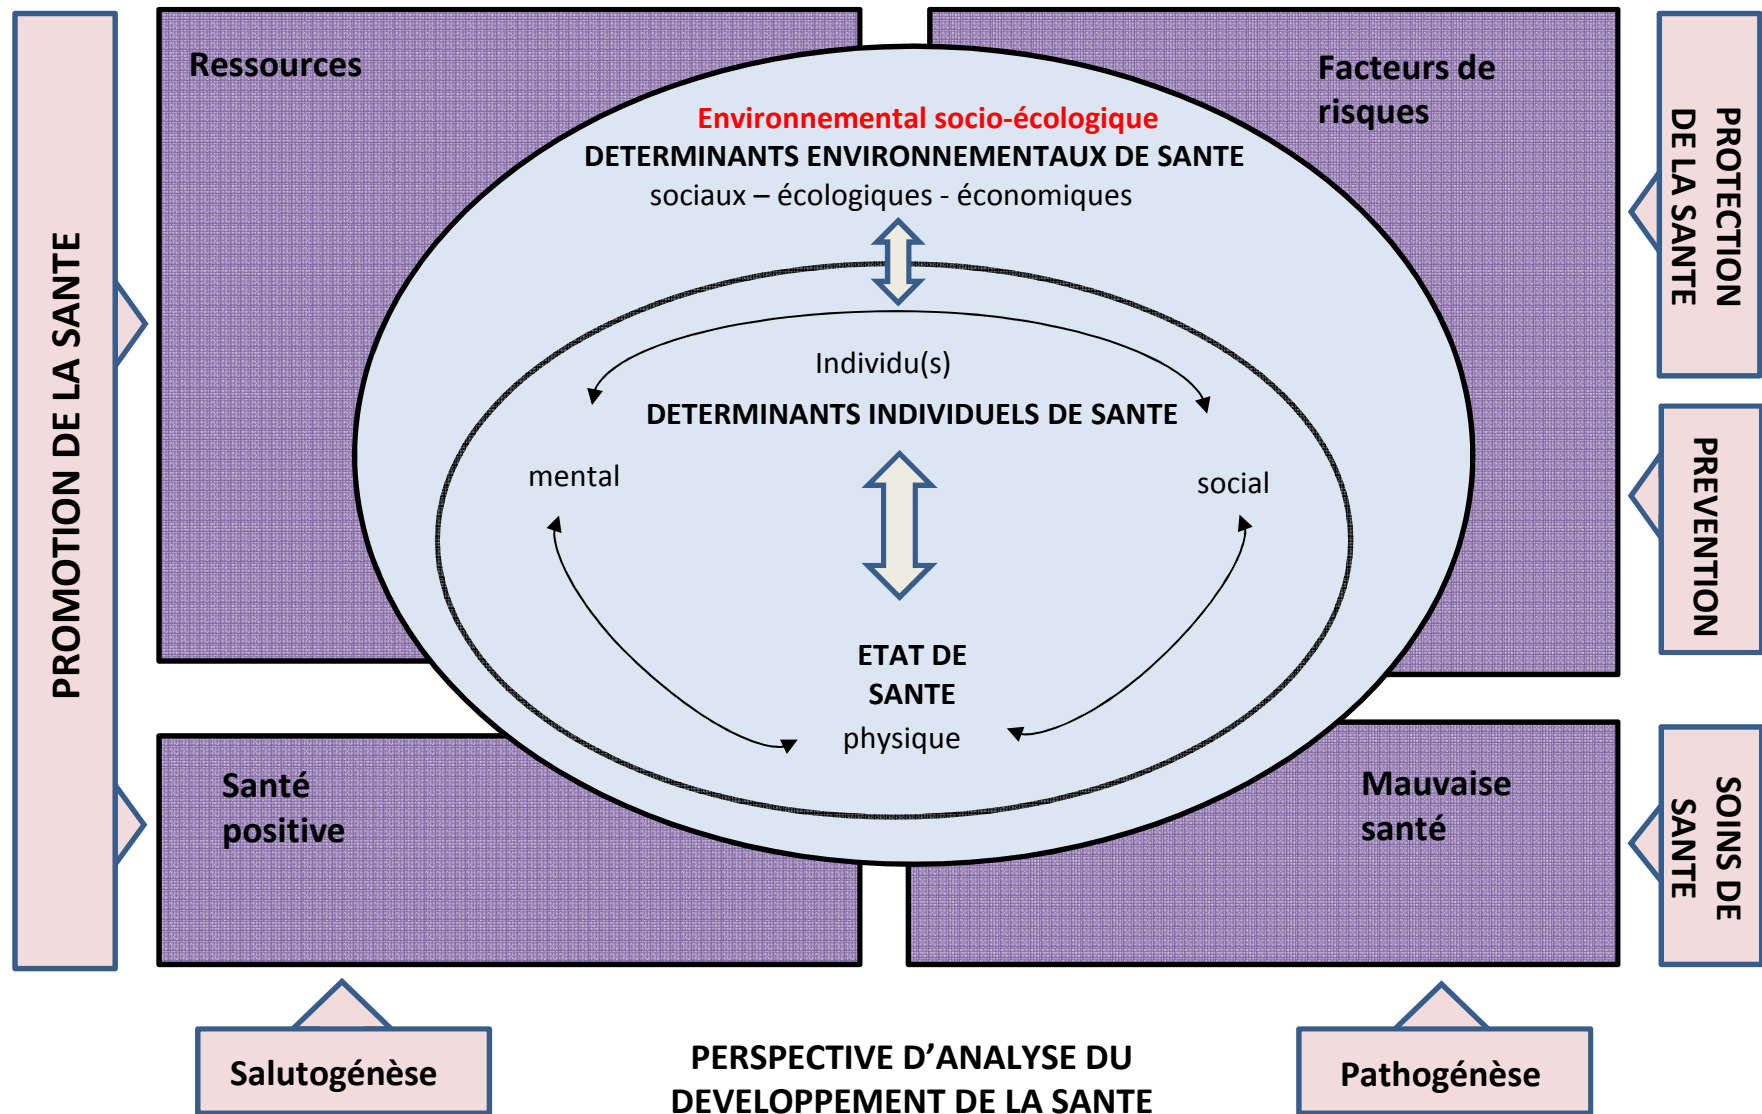 PROMOTION DE LA SANTE
Ressources
Facteurs de
risques
Environnemental socio-écologique
DETERMINANTS ENVIRONNEMENTAUX DE SANTE
sociaux – écologiques - économiques
Individu(s)
DETERMINANTS INDIVIDUELS DE SANTE
mental
social
ETAT DE
SANTE
physique
Santé
positive
Mauvaise
santé
PROTECTION
DE LA SANTE
PREVENTION
SOINS DE
SANTE
Salutogénèse
PERSPECTIVE D’ANALYSE DU
DEVELOPPEMENT DE LA SANTE
Pathogénèse